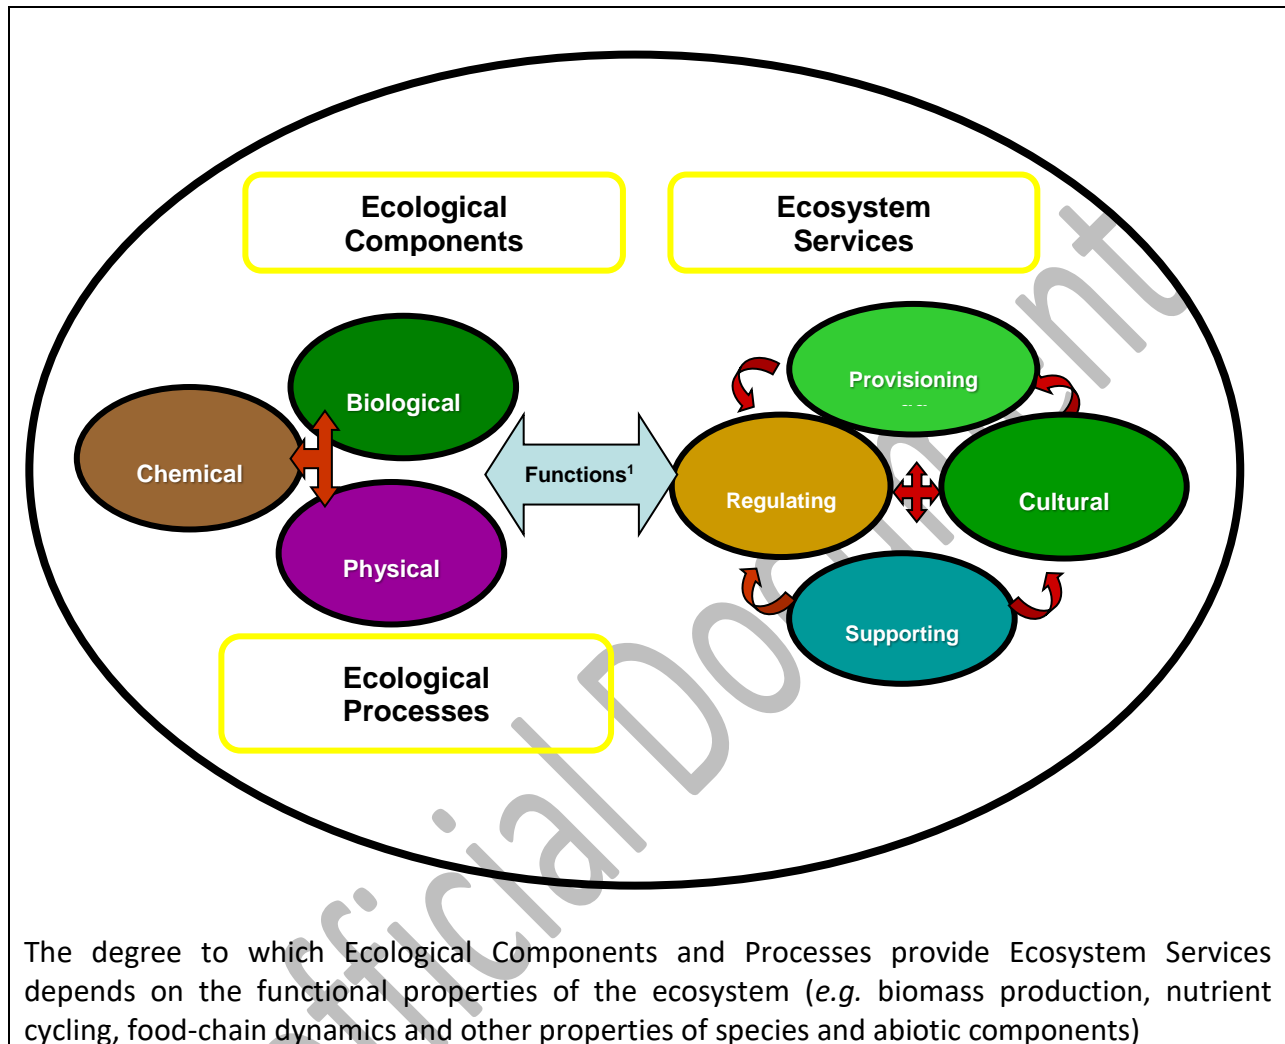 Ecological
Components
Ecosystem
Services
Provisioning
Biological
Chemical
Functions¹
Regulating
Cultural
Physical
Supporting
Ecological
Processes
The degree to which Ecological Components and Processes provide Ecosystem Services
depends on the functional properties of the ecosystem (e.g. biomass production, nutrient
cycling, food-chain dynamics and other properties of species and abiotic components)
official Document